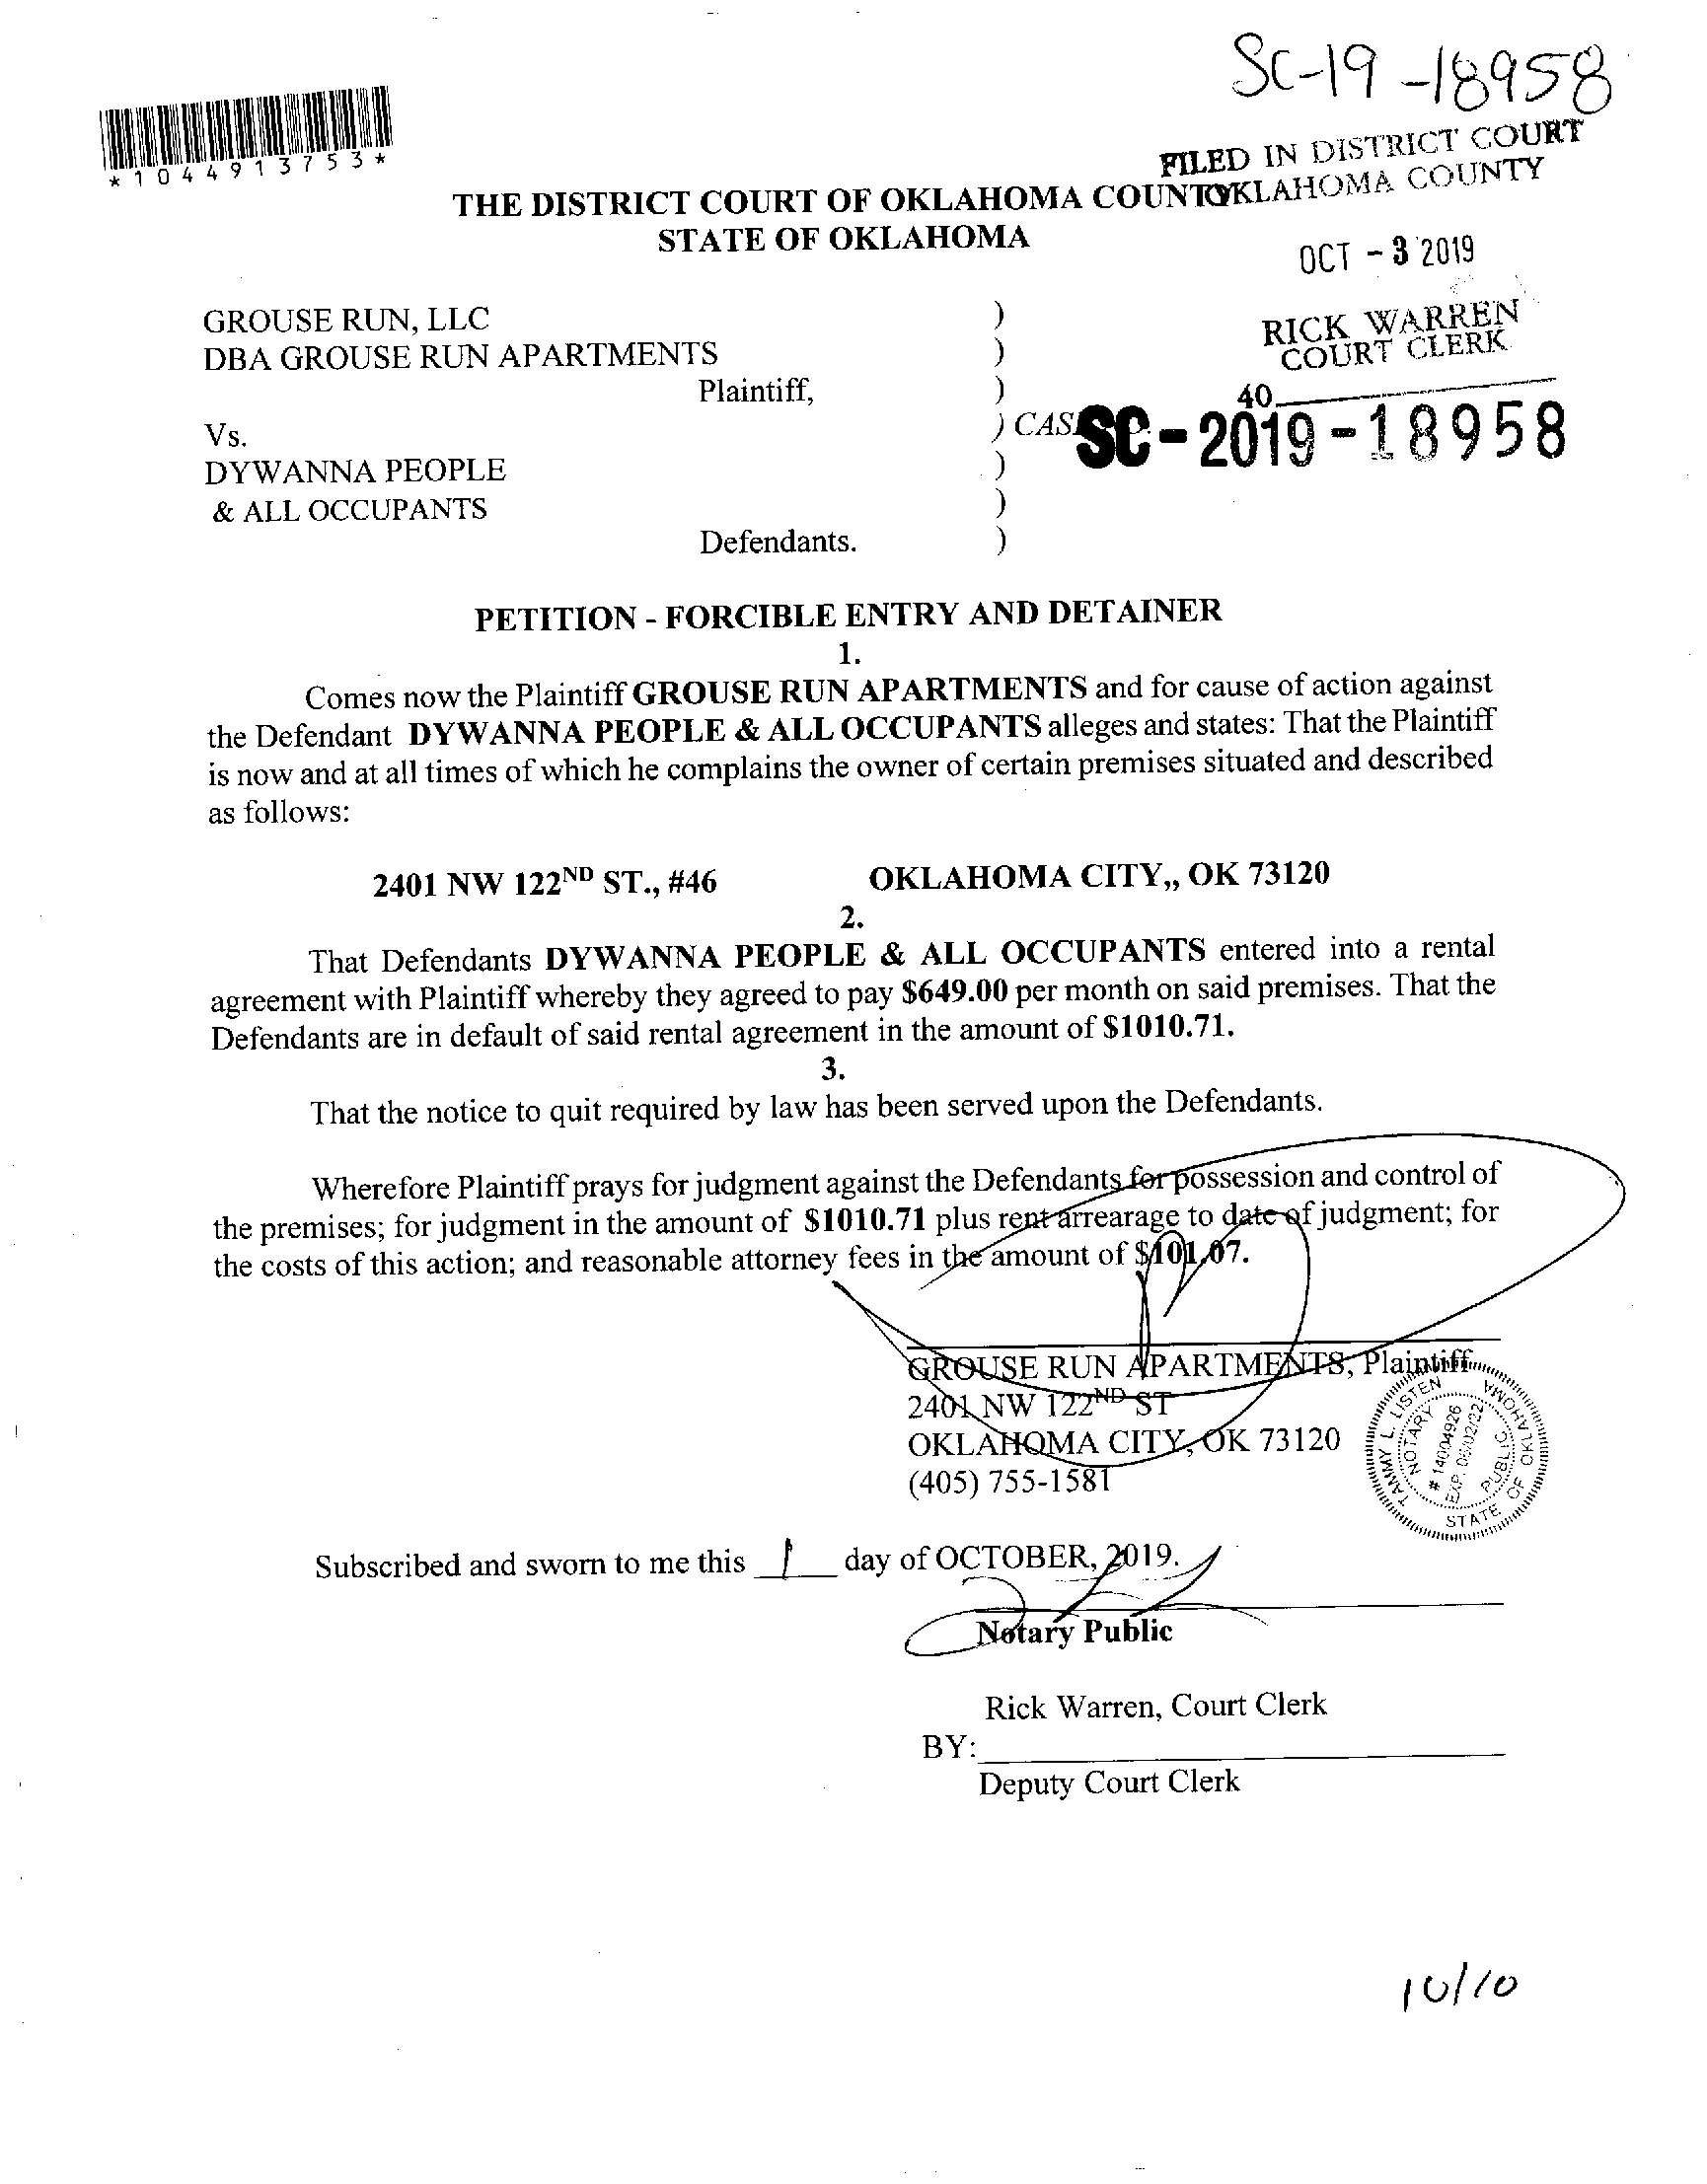 SC-19-18958
*1044913753*
FILED IN DISTRICT COURT
OKLAHOMA COUNTY
THE DISTRICT COURT OF OKLAHOMA COUNTY
STATE OF OKLAHOMA
OCT - 3 2019
RICK WARREN
COURT CLERK
40
GROUSE RUN, LLC )
DBA GROUSE RUN APARTMENTS )
Plaintiff, )
Vs. ) CAS SC-2019-18958
DYWANNA PEOPLE )
& ALL OCCUPANTS )
Defendants. )
PETITION - FORCIBLE ENTRY AND DETAINER
1.
Comes now the Plaintiff GROUSE RUN APARTMENTS and for cause of action against
the Defendant DYWANNA PEOPLE & ALL OCCUPANTS alleges and states: That the Plaintiff
is now and at all times of which he complains the owner of certain premises situated and described
as follows:
2401 NW 122ND ST., #46 OKLAHOMA CITY,, OK 73120
2.
That Defendants DYWANNA PEOPLE & ALL OCCUPANTS entered into a rental
agreement with Plaintiff whereby they agreed to pay $649.00 per month on said premises. That the
Defendants are in default of said rental agreement in the amount of $1010.71.
3.
That the notice to quit required by law has been served upon the Defendants.
Wherefore Plaintiff prays for judgment against the Defendants for possession and control of
the premises; for judgment in the amount of $1010.71 plus rent arrearage to date of judgment; for
the costs of this action; and reasonable attorney fees in the amount of $101.07.
GROUSE RUN APARTMENTS, Plaintiff
2401 NW 122ND ST
OKLAHOMA CITY, OK 73120
(405) 755-1581
TAMMY L. LISTEN
NOTARY PUBLIC
# 14004926
EXP. 06/02/22
STATE OF OKLAHOMA
Subscribed and sworn to me this 1 day of OCTOBER, 2019.
Notary Public
Rick Warren, Court Clerk
BY:
Deputy Court Clerk
10/10